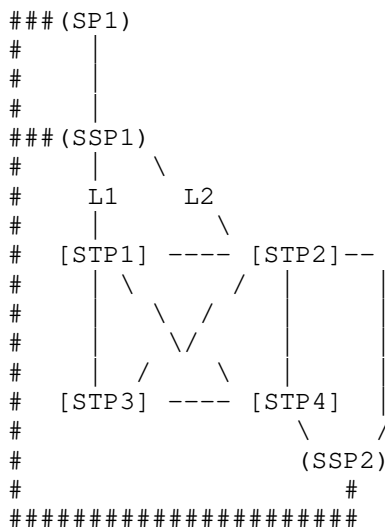 (SP1)
(SSP1)
L1 L2
[STP1] ---- [STP2]--
[STP3] ---- [STP4]
(SSP2)